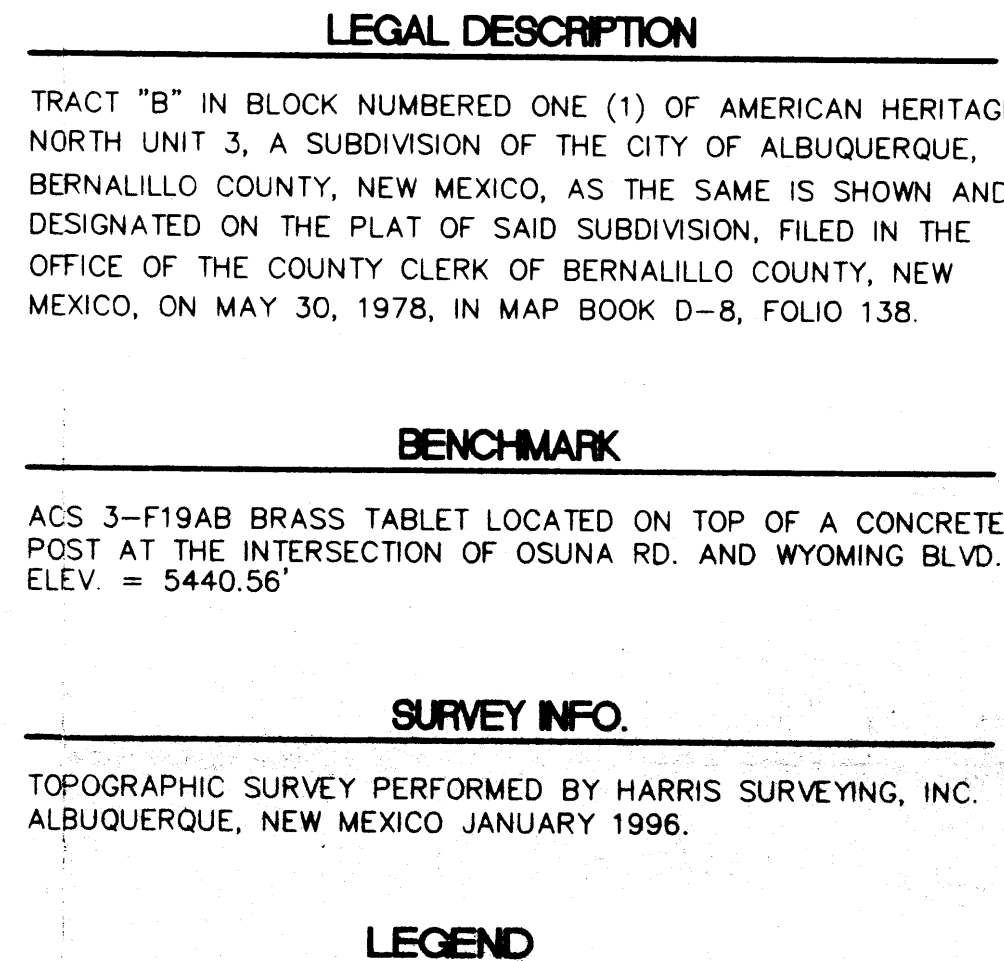 LEGAL DESCRIPTION
TRACT "B" IN BLOCK NUMBERED ONE (1) OF AMERICAN HERITAGE
NORTH UNIT 3, A SUBDIVISION OF THE CITY OF ALBUQUERQUE,
BERNALILLO COUNTY, NEW MEXICO, AS THE SAME IS SHOWN AND
DESIGNATED ON THE PLAT OF SAID SUBDIVISION, FILED IN THE
OFFICE OF THE COUNTY CLERK OF BERNALILLO COUNTY, NEW
MEXICO, ON MAY 30, 1978, IN MAP BOOK D-8, FOLIO 138.
BENCHMARK
ACS 3-F19AB BRASS TABLET LOCATED ON TOP OF A CONCRETE
POST AT THE INTERSECTION OF OSUNA RD. AND WYOMING BLVD.
ELEV. = 5440.56'
SURVEY INFO.
TOPOGRAPHIC SURVEY PERFORMED BY HARRIS SURVEYING, INC.
ALBUQUERQUE, NEW MEXICO JANUARY 1996.
LEGEND